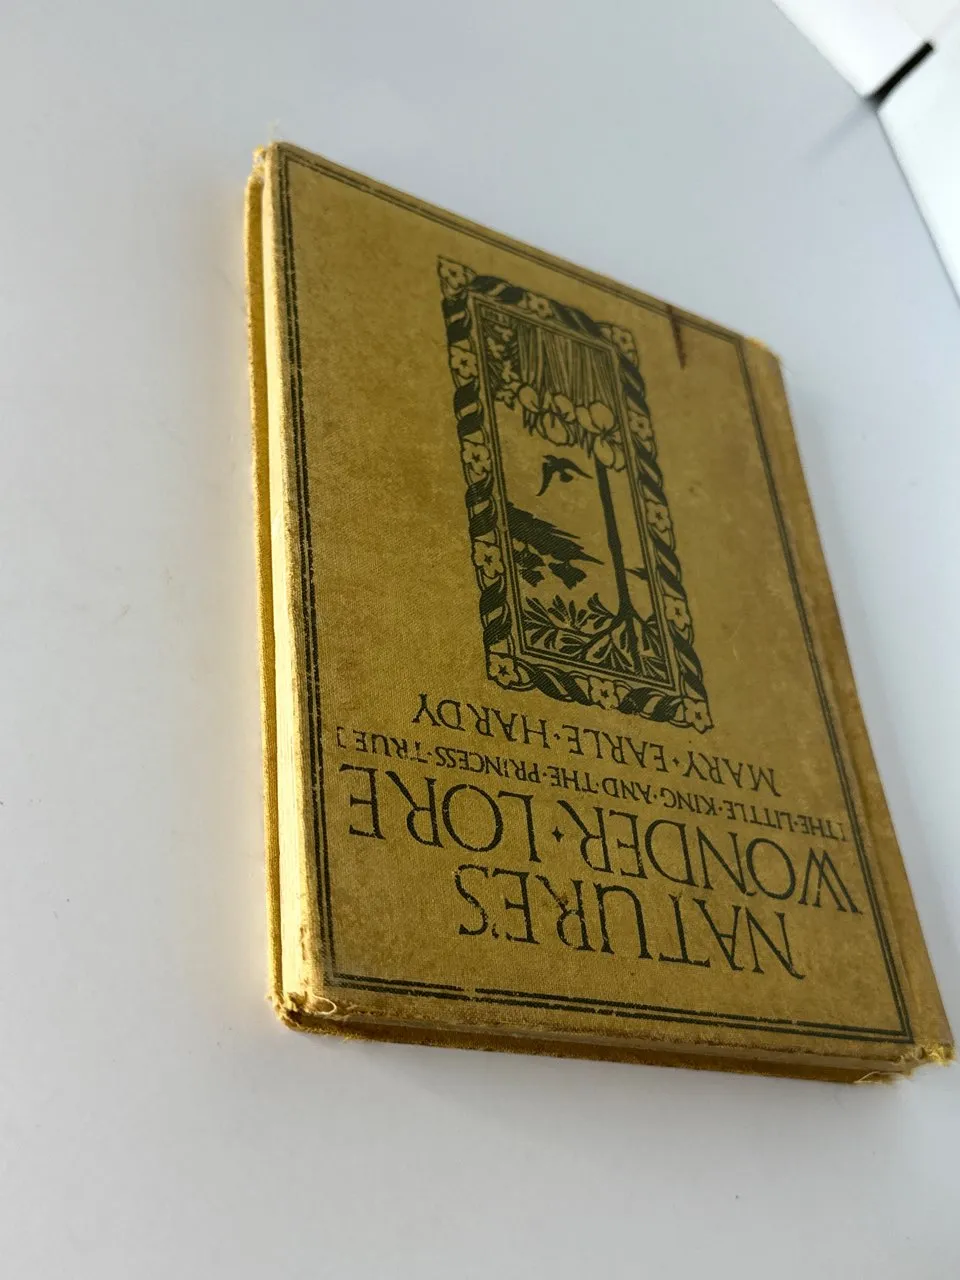 NATURE'S
WONDER·LORE
[THE·LITTLE·KING·AND·THE·PRINCESS·TRUE]
MARY·EARLE·HARDY